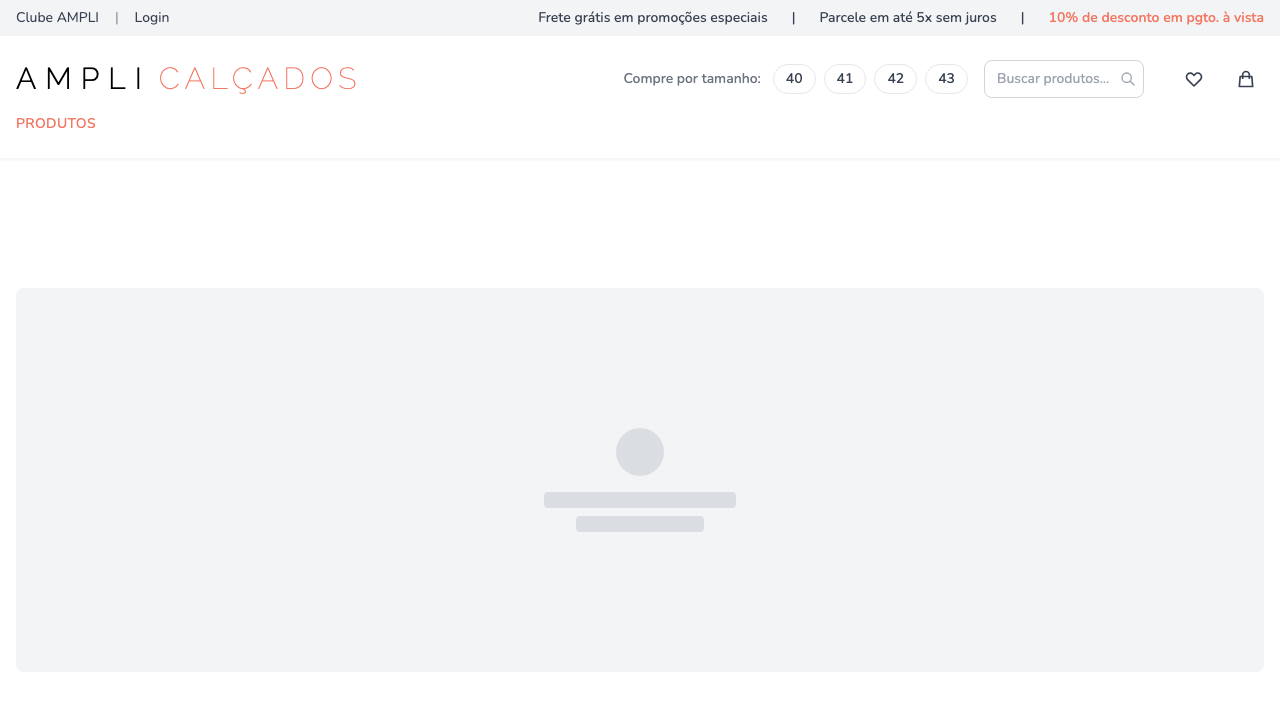 Clube AMPLI | Login Frete grátis em promoções especiais | Parcele em até 5x sem juros | 10% de desconto em pgto. à vista
AMPLI CALÇADOS Compre por tamanho: 40 41 42 43 Buscar produtos...
PRODUTOS